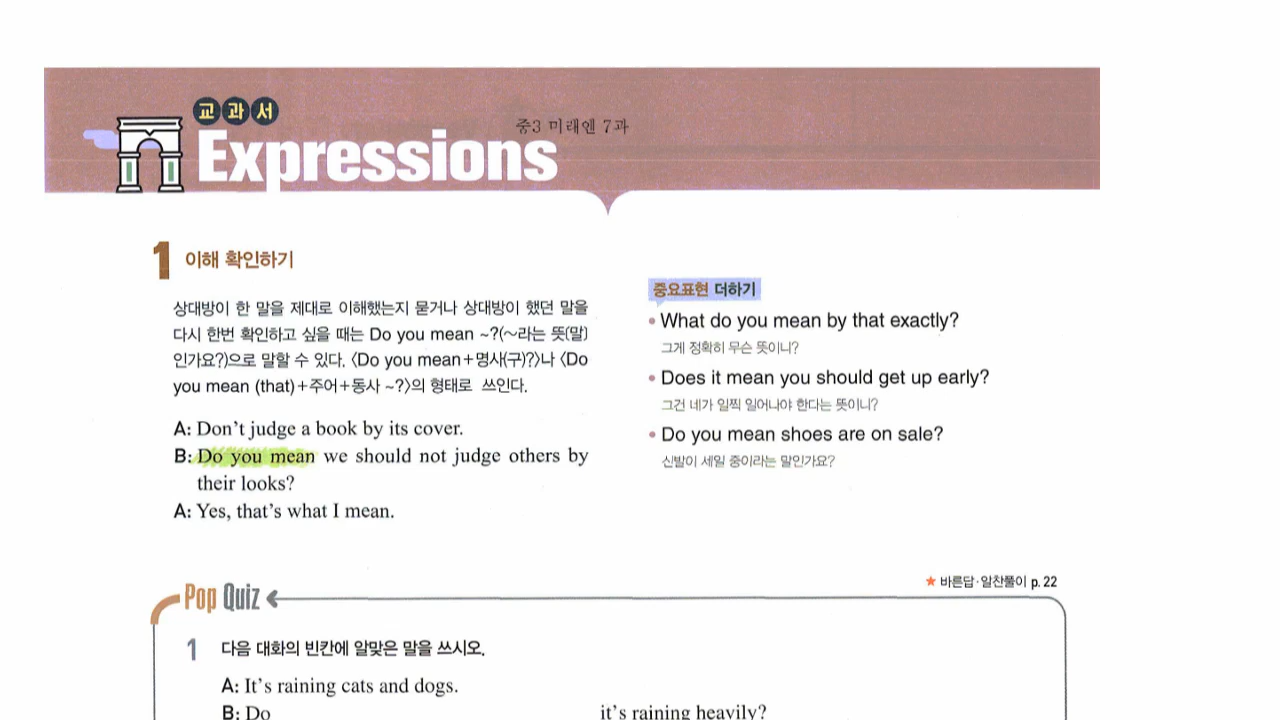 교과서
중3 미래엔 7과
Expressions
1 이해 확인하기
상대방이 한 말을 제대로 이해했는지 묻거나 상대방이 했던 말을
다시 한번 확인하고 싶을 때는 Do you mean ~?(~라는 뜻(말)
인가요?)으로 말할 수 있다. 〈Do you mean+명사(구)?〉나 〈Do
you mean (that)+주어+동사 ~?〉의 형태로 쓰인다.
A: Don't judge a book by its cover.
B: Do you mean we should not judge others by
their looks?
A: Yes, that's what I mean.
중요표현 더하기
• What do you mean by that exactly?
그게 정확히 무슨 뜻이니?
• Does it mean you should get up early?
그건 네가 일찍 일어나야 한다는 뜻이니?
• Do you mean shoes are on sale?
신발이 세일 중이라는 말인가요?
★ 바른답·알찬풀이 p. 22
Pop Quiz
1 다음 대화의 빈칸에 알맞은 말을 쓰시오.
A: It's raining cats and dogs.
B: Do it's raining heavily?